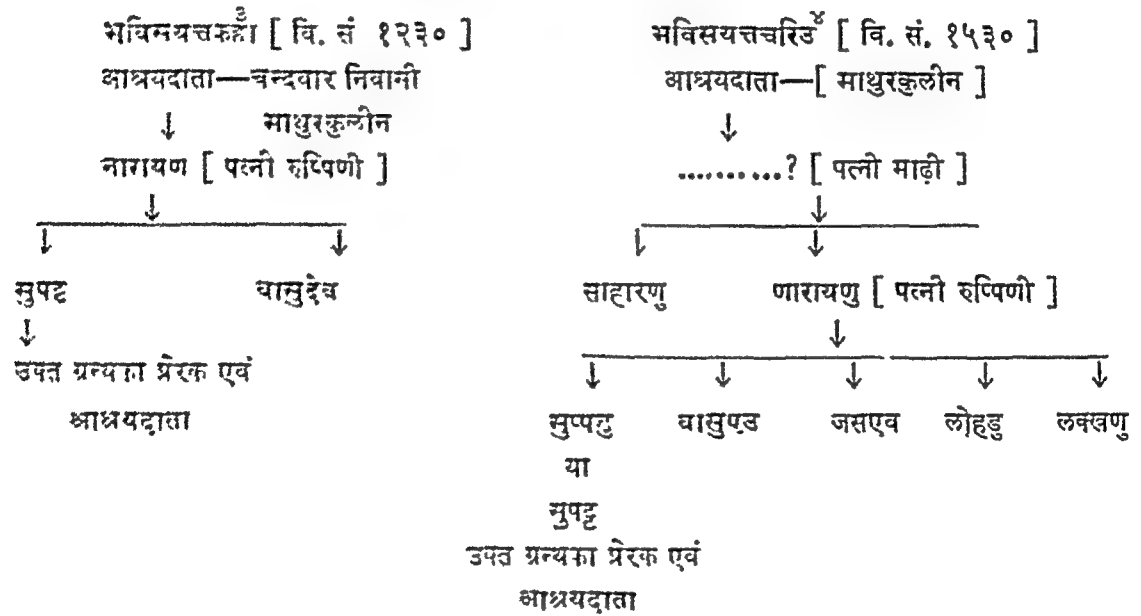 भविसयत्तकहा३ [ वि. सं १२३० ]
आश्रयदाता—चन्दवार निवासी
↓ माथुरकुलीन
नारायण [ पत्नी रुप्पिणी ]
↓
↓ ↓
सुपट्ट वासुदेव
↓
उक्त ग्रन्थका प्रेरक एवं
आश्रयदाता
भविसयत्तचरिउ४ [ वि. सं. १५३० ]
आश्रयदाता—[ माथुरकुलीन ]
↓
..........? [ पत्नी माढ़ी ]
↓
↓ ↓
साहारणु णारायणु [ पत्नी रुप्पिणी ]
↓
↓ ↓ ↓ ↓ ↓
सुप्पटु वासुएउ जसएव लोहडु लक्खणु
या
सुपट्ट
उक्त ग्रन्थका प्रेरक एवं
आश्रयदाता